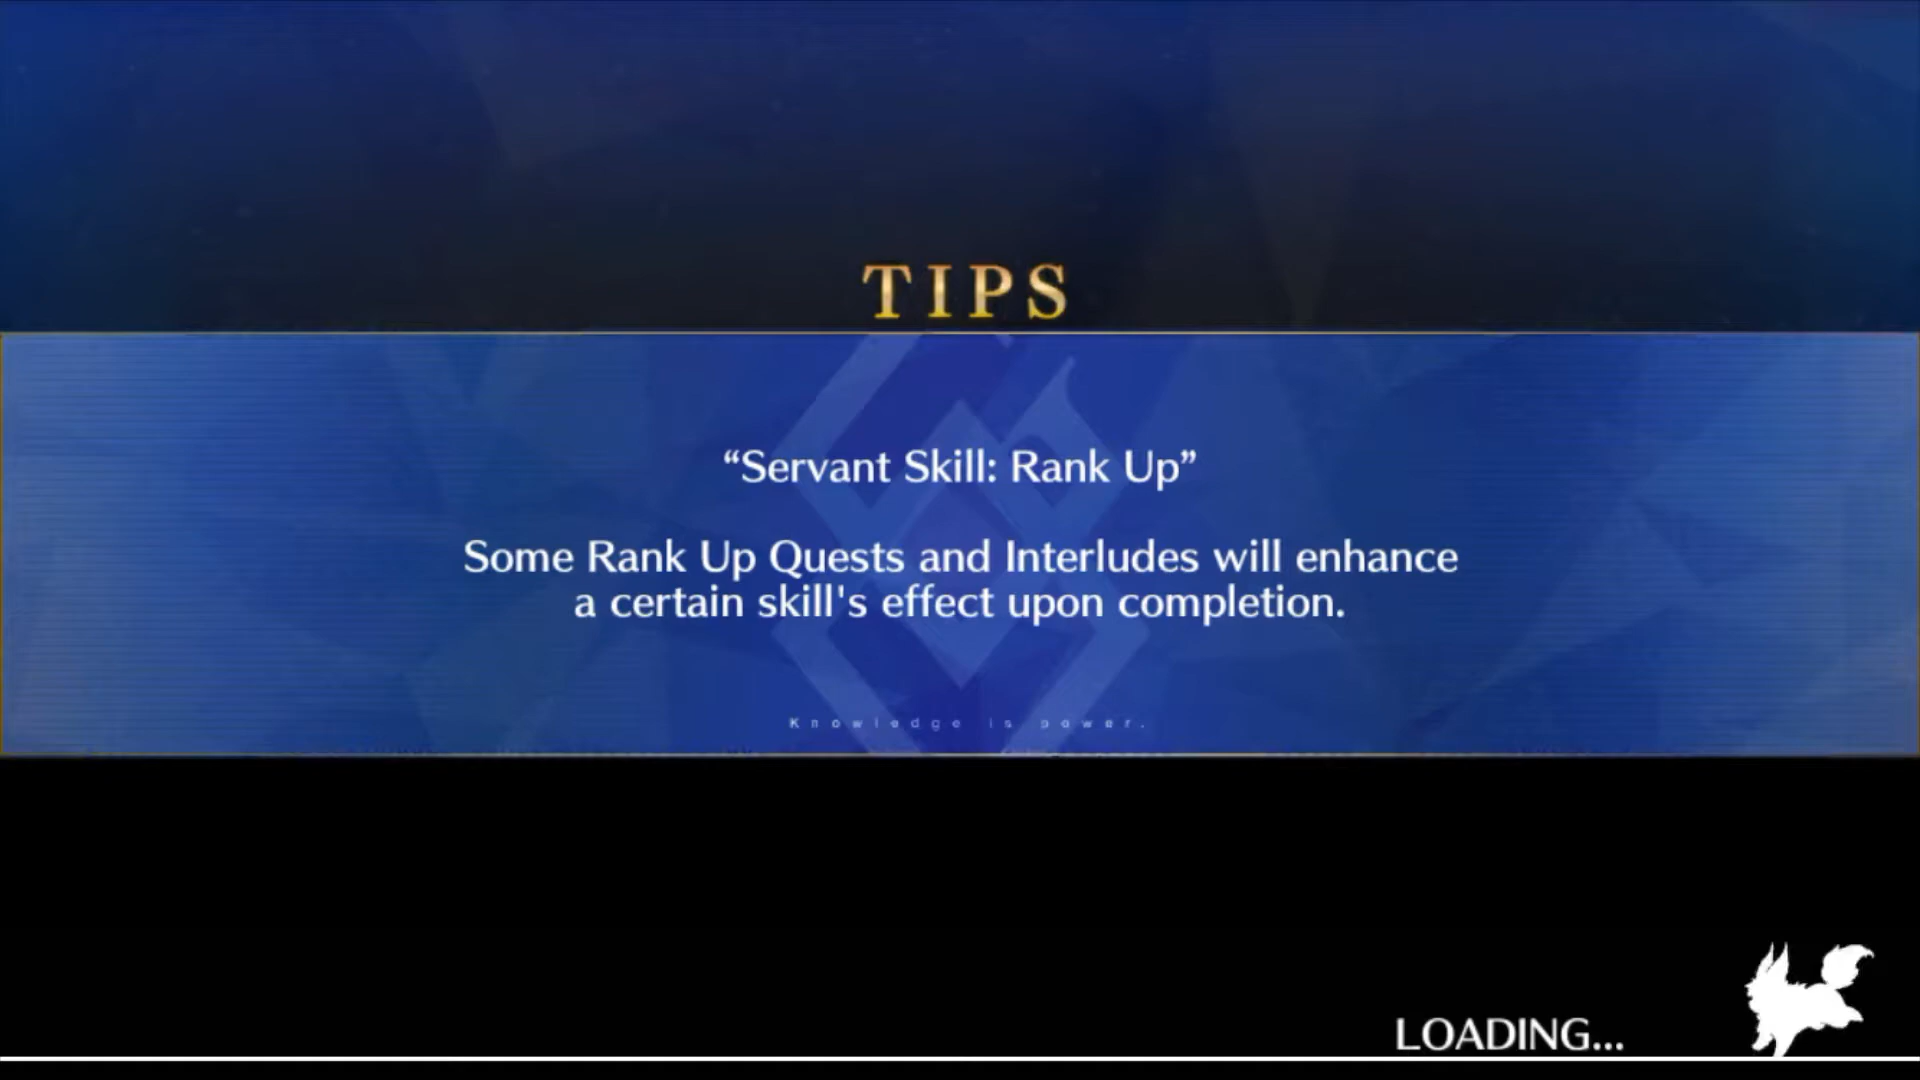 TIPS
“Servant Skill: Rank Up”
Some Rank Up Quests and Interludes will enhance
a certain skill's effect upon completion.
Knowledge is power.
LOADING...